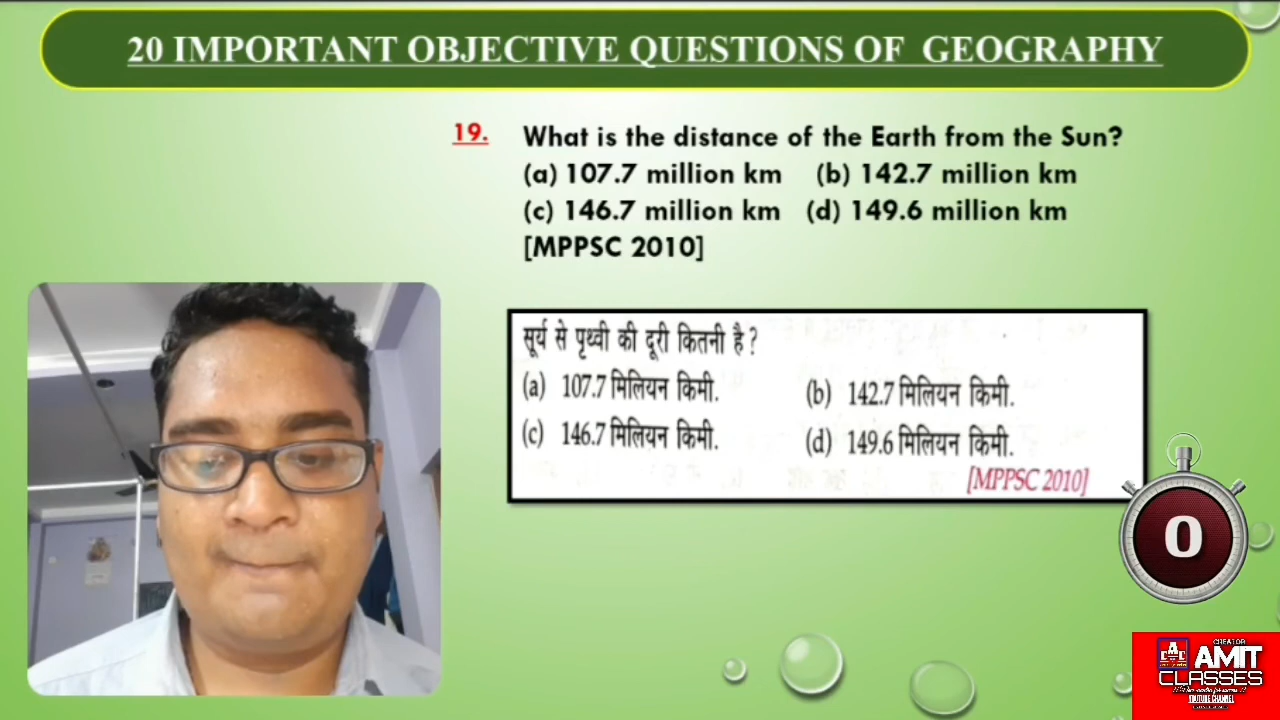 20 IMPORTANT OBJECTIVE QUESTIONS OF GEOGRAPHY
19. What is the distance of the Earth from the Sun?
(a) 107.7 million km (b) 142.7 million km
(c) 146.7 million km (d) 149.6 million km
[MPPSC 2010]
सूर्य से पृथ्वी की दूरी कितनी है ?
(a) 107.7 मिलियन किमी. (b) 142.7 मिलियन किमी.
(c) 146.7 मिलियन किमी. (d) 149.6 मिलियन किमी.
[MPPSC 2010]
0
CREATOR
AMIT
CLASSES
YOUTUBE CHANNEL